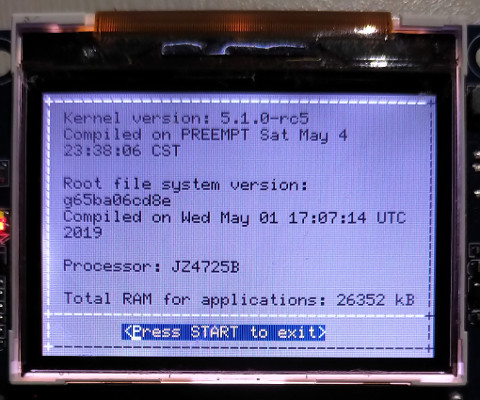 Kernel version: 5.1.0-rc5
Compiled on PREEMPT Sat May 4
23:38:06 CST
Root file system version:
g65ba06cd8e
Compiled on Wed May 01 17:07:14 UTC
2019
Processor: JZ4725B
Total RAM for applications: 26352 kB
<Press START to exit>